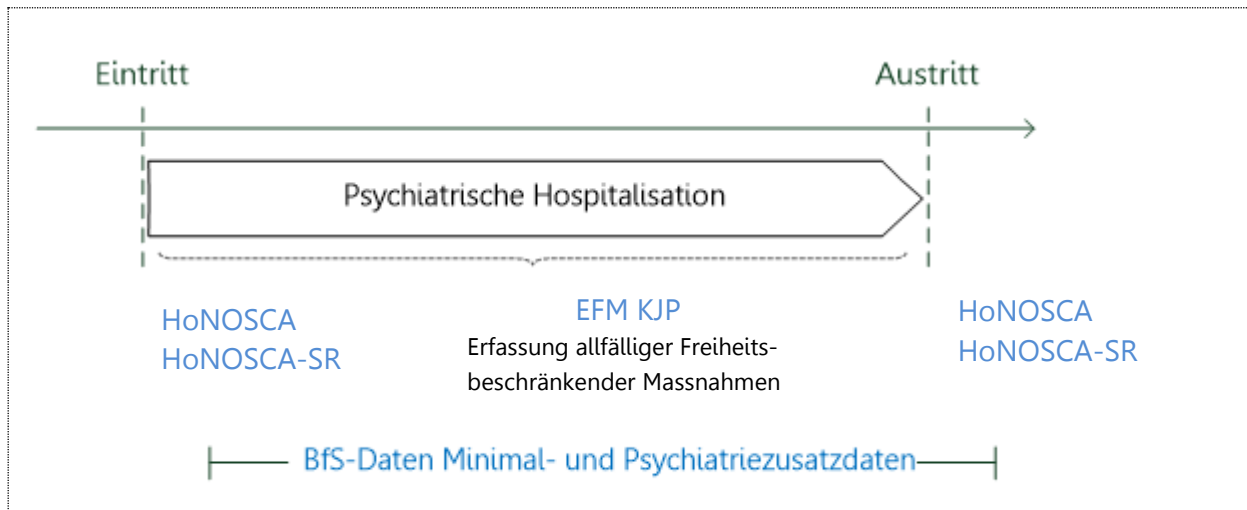 Eintritt
Austritt
Psychiatrische Hospitalisation
HoNOSCA
HoNOSCA-SR
EFM KJP
Erfassung allfälliger Freiheits-
beschränkender Massnahmen
HoNOSCA
HoNOSCA-SR
BfS-Daten Minimal- und Psychiatriezusatzdaten